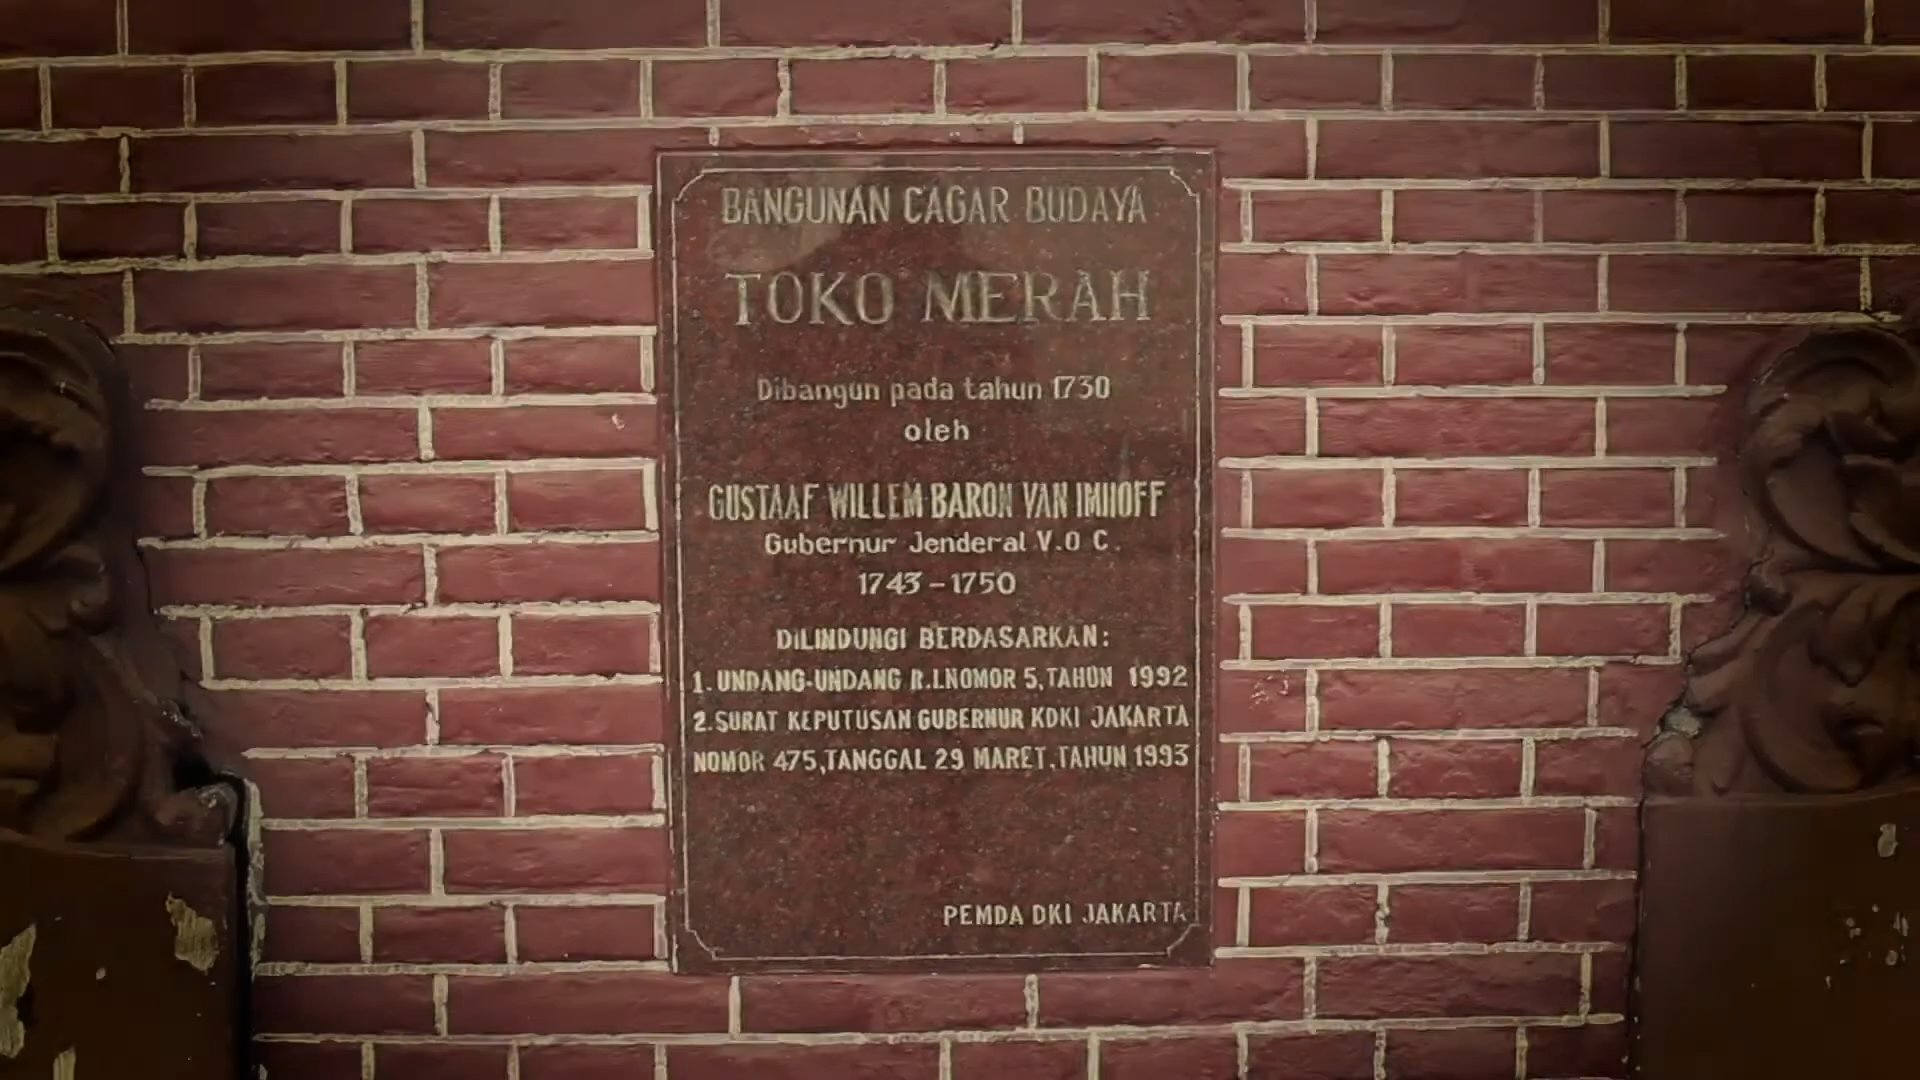 BANGUNAN CAGAR BUDAYA
TOKO MERAH
Dibangun pada tahun 1730
oleh
GUSTAAF WILLEM BARON VAN IMHOFF
Gubernur Jenderal V.O C.
1743 – 1750
DILINDUNGI BERDASARKAN:
1. UNDANG-UNDANG R.I.NOMOR 5, TAHUN 1992
2. SURAT KEPUTUSAN GUBERNUR KDKI JAKARTA
NOMOR 475, TANGGAL 29 MARET, TAHUN 1993
PEMDA DKI JAKARTA